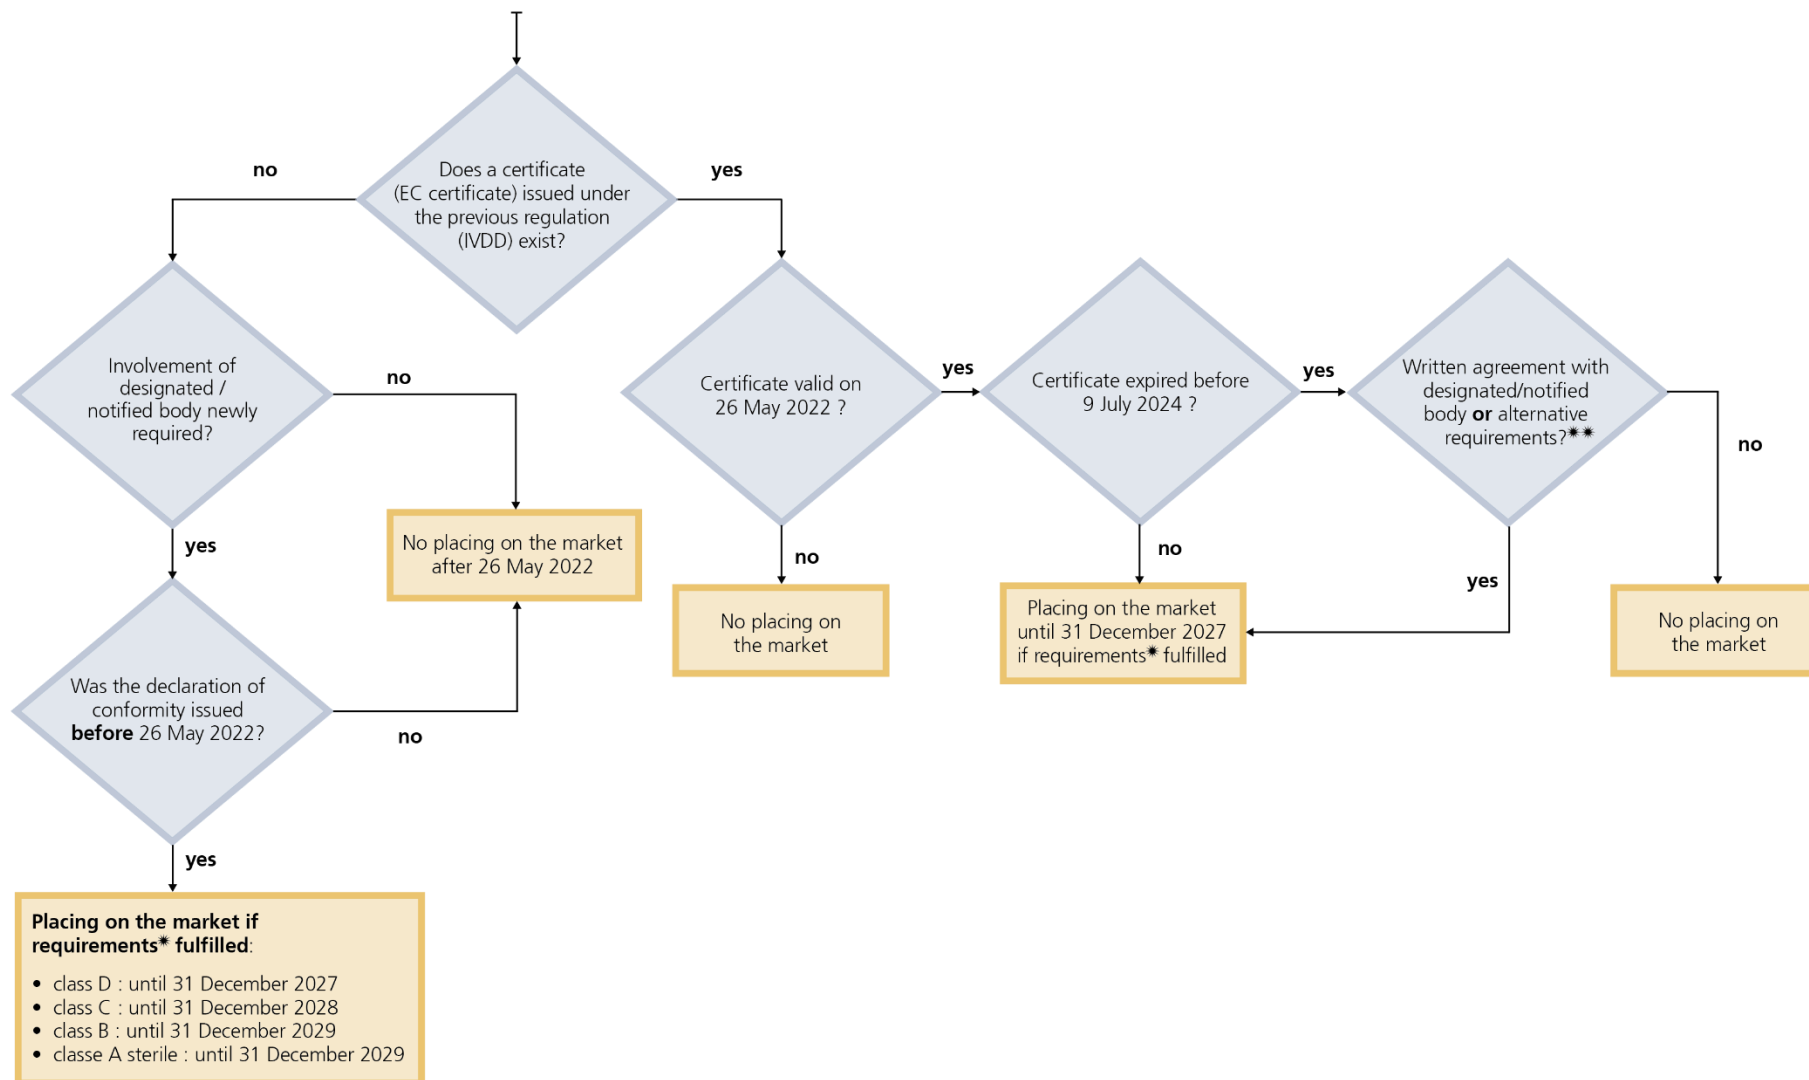 no
Does a certificate
(EC certificate) issued under
the previous regulation
(IVDD) exist?
yes
Involvement of
designated /
notified body newly
required?
no
Certificate valid on
26 May 2022 ?
yes
Certificate expired before
9 July 2024 ?
yes
Written agreement with
designated/notified
body or alternative
requirements?✷✷
no
yes
No placing on the market
after 26 May 2022
no
No placing on
the market
no
Placing on the market
until 31 December 2027
if requirements✷ fulfilled
yes
No placing on
the market
Was the declaration of
conformity issued
before 26 May 2022?
no
yes
Placing on the market if
requirements✷ fulfilled:
• class D : until 31 December 2027
• class C : until 31 December 2028
• class B : until 31 December 2029
• classe A sterile : until 31 December 2029